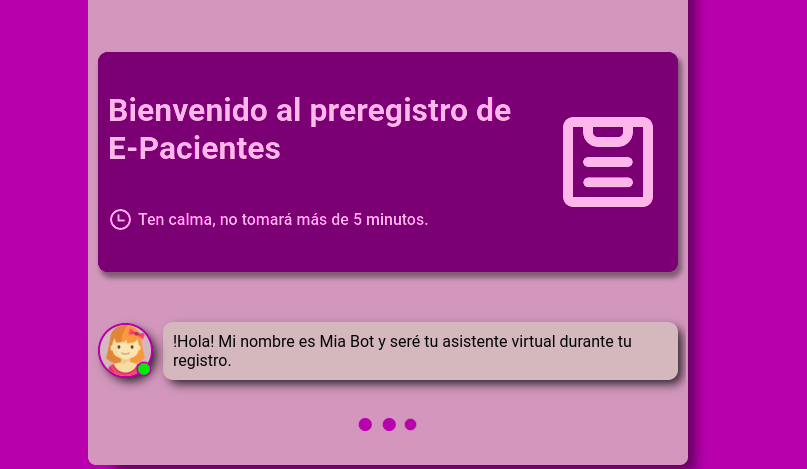 Bienvenido al preregistro de
E-Pacientes
Ten calma, no tomará más de 5 minutos.
!Hola! Mi nombre es Mia Bot y seré tu asistente virtual durante tu
registro.